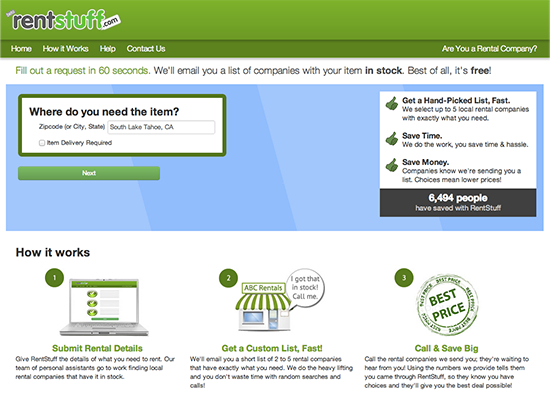 rentstuff.com
Home How it Works Help Contact Us Are You a Rental Company?
Fill out a request in 60 seconds. We'll email you a list of companies with your item in stock. Best of all, it's free!
Where do you need the item?
Zipcode (or City, State) South Lake Tahoe, CA
Item Delivery Required
Next
Get a Hand-Picked List, Fast.
We select up to 5 local rental companies
with exactly what you need.
Save Time.
We do the work, you save time & hassle.
Save Money.
Companies know we're sending you a
list. Choices mean lower prices!
6,494 people
have saved with RentStuff
How it works
1
Submit Rental Details
Give RentStuff the details of what you need to rent. Our
team of personal assistants go to work finding local
rental companies that have it in stock.
2
ABC Rentals
I got that
in stock!
Call me.
Get a Custom List, Fast!
We'll email you a short list of 2 to 5 rental companies
that have exactly what you need. We do the heavy lifting
and you don't waste time with random searches and
calls!
3
BEST PRICE
BEST
PRICE
Call & Save Big
Call the rental companies we send you; they're waiting to
hear from you! Using the numbers we provide tells them
you came through RentStuff, so they know you have
choices and they'll give you the best deal possible!